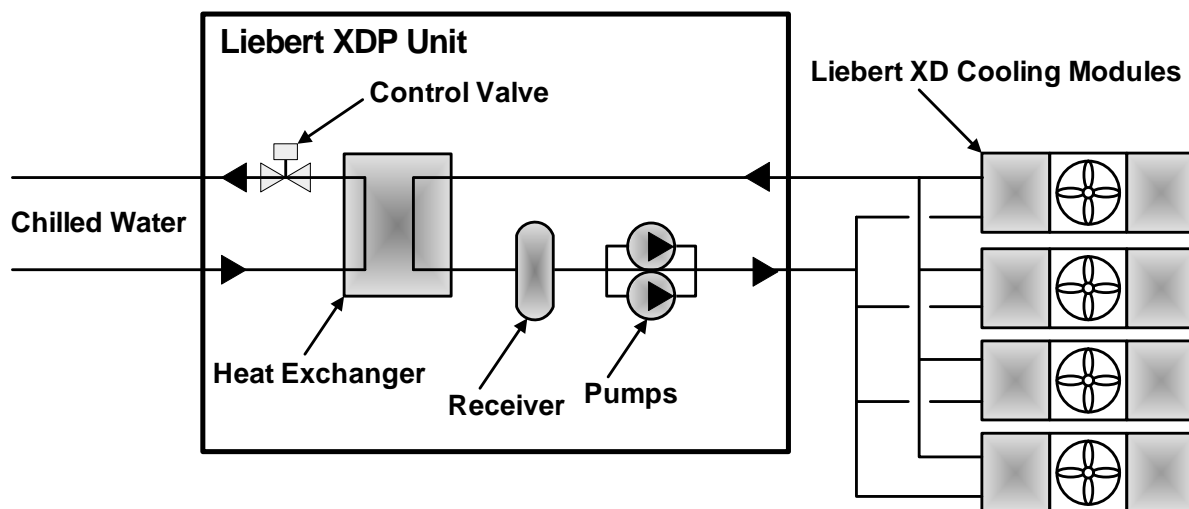 Liebert XDP Unit
Liebert XD Cooling Modules
Control Valve
Chilled Water
Heat Exchanger
Receiver
Pumps